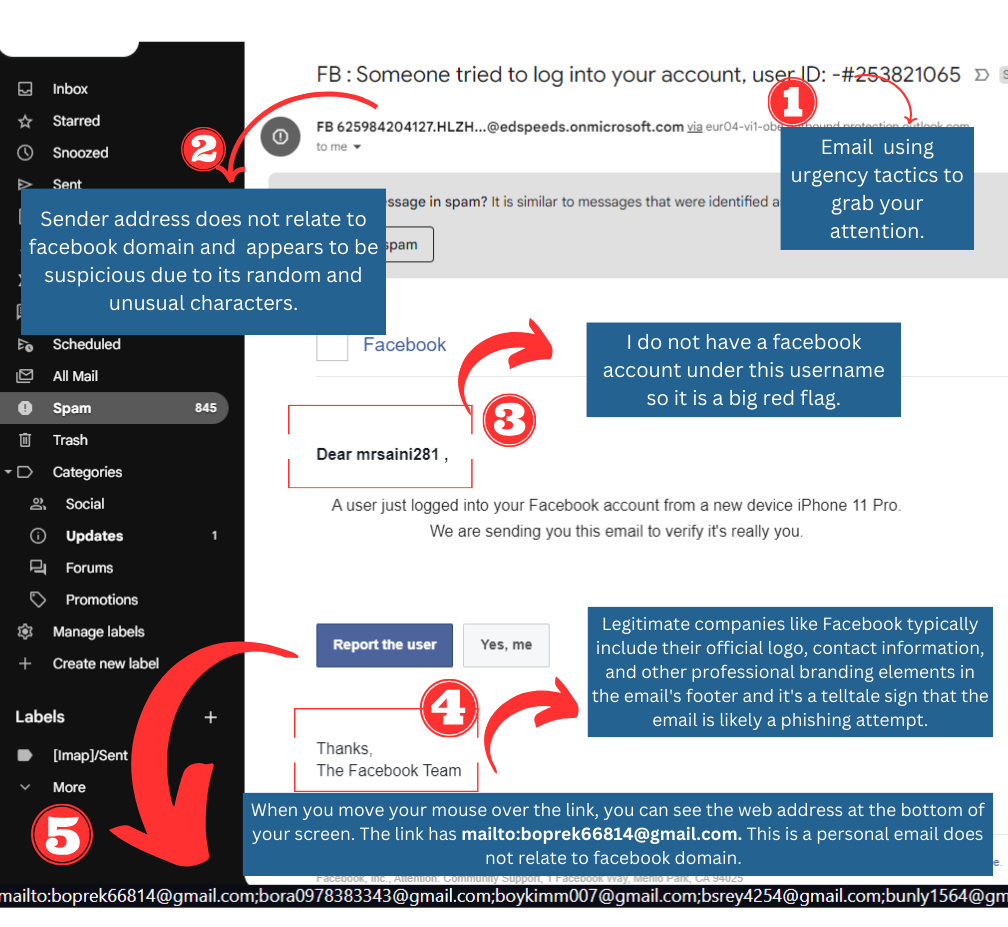 FB : Someone tried to log into your account, user ID: -#253821065
1
Inbox
Starred
Snoozed
Sent
2
FB 625984204127.HLZH...@edspeeds.onmicrosoft.com via eur04-vi1-obe
to me
Email using
urgency tactics to
grab your
attention.
Sender address does not relate to
facebook domain and appears to be
suspicious due to its random and
unusual characters.
ssage in spam? It is similar to messages that were identified a
spam
Scheduled
All Mail
Spam 845
Trash
Categories
Social
Updates 1
Forums
Promotions
Manage labels
Create new label
Labels
[Imap]/Sent
More
Facebook
I do not have a facebook
account under this username
so it is a big red flag.
3
Dear mrsaini281 ,
A user just logged into your Facebook account from a new device iPhone 11 Pro.
We are sending you this email to verify it's really you.
Report the user
Yes, me
Legitimate companies like Facebook typically
include their official logo, contact information,
and other professional branding elements in
the email's footer and it's a telltale sign that the
email is likely a phishing attempt.
4
Thanks,
The Facebook Team
5
When you move your mouse over the link, you can see the web address at the bottom of
your screen. The link has mailto:boprek66814@gmail.com. This is a personal email does
not relate to facebook domain.
Facebook, Inc., Attention: Community Support, 1 Facebook Way, Menlo Park, CA 94025
mailto:boprek66814@gmail.com;bora0978383343@gmail.com;boykimm007@gmail.com;bsrey4254@gmail.com;bunly1564@gm